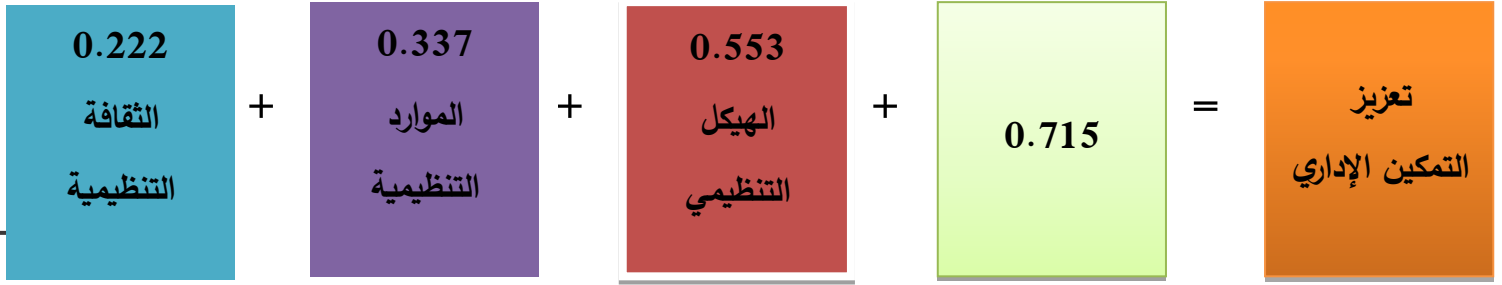 تعزيز
التمكين الإداري
=
0.715
+
0.553
الهيكل
التنظيمي
+
0.337
الموارد
التنظيمية
+
0.222
الثقافة
التنظيمية